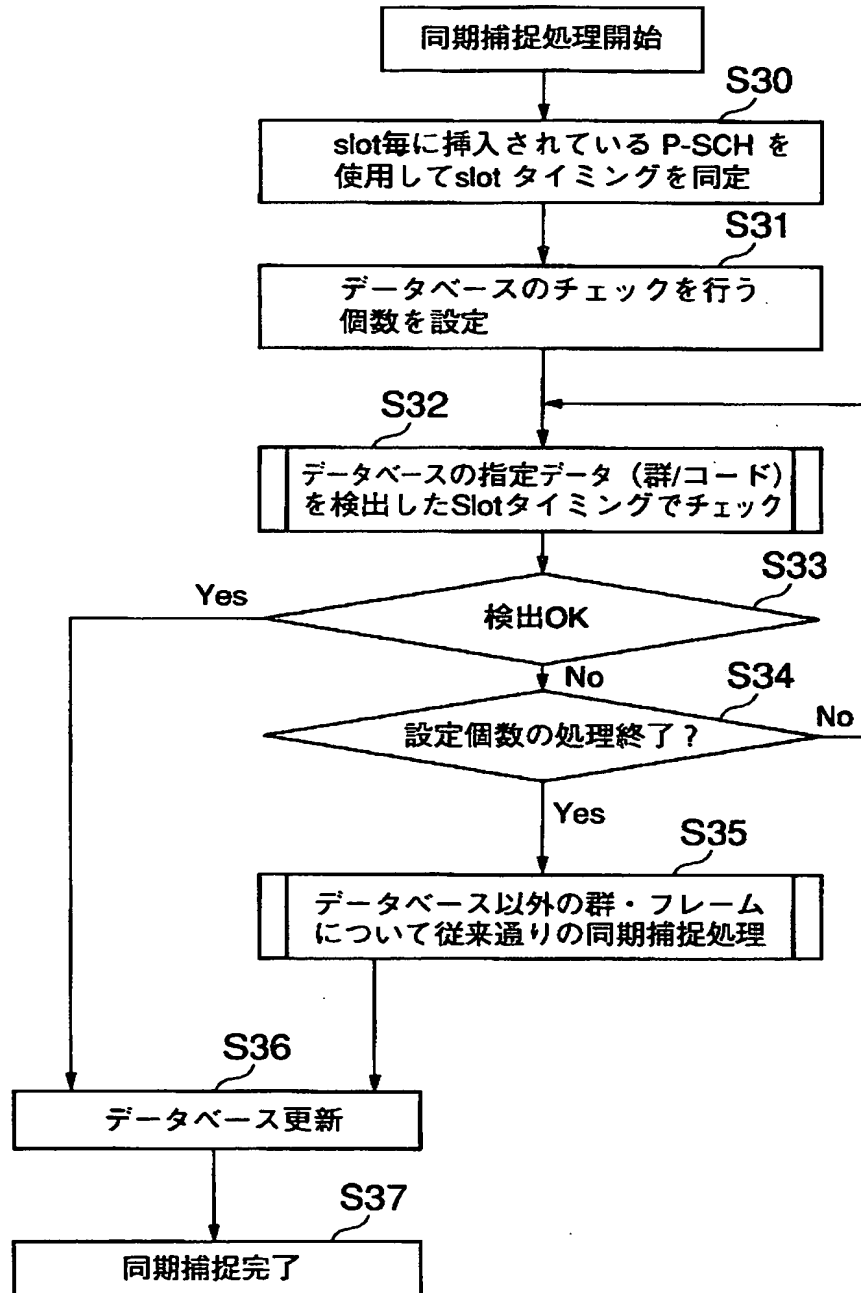 同期捕捉処理開始
S30
slot毎に挿入されている P-SCH を
使用してslot タイミングを同定
S31
データベースのチェックを行う
個数を設定
S32
データベースの指定データ（群/コード）
を検出したSlotタイミングでチェック
S33
Yes
検出OK
No
S34
No
設定個数の処理終了？
Yes
S35
データベース以外の群・フレーム
について従来通りの同期捕捉処理
S36
データベース更新
S37
同期捕捉完了